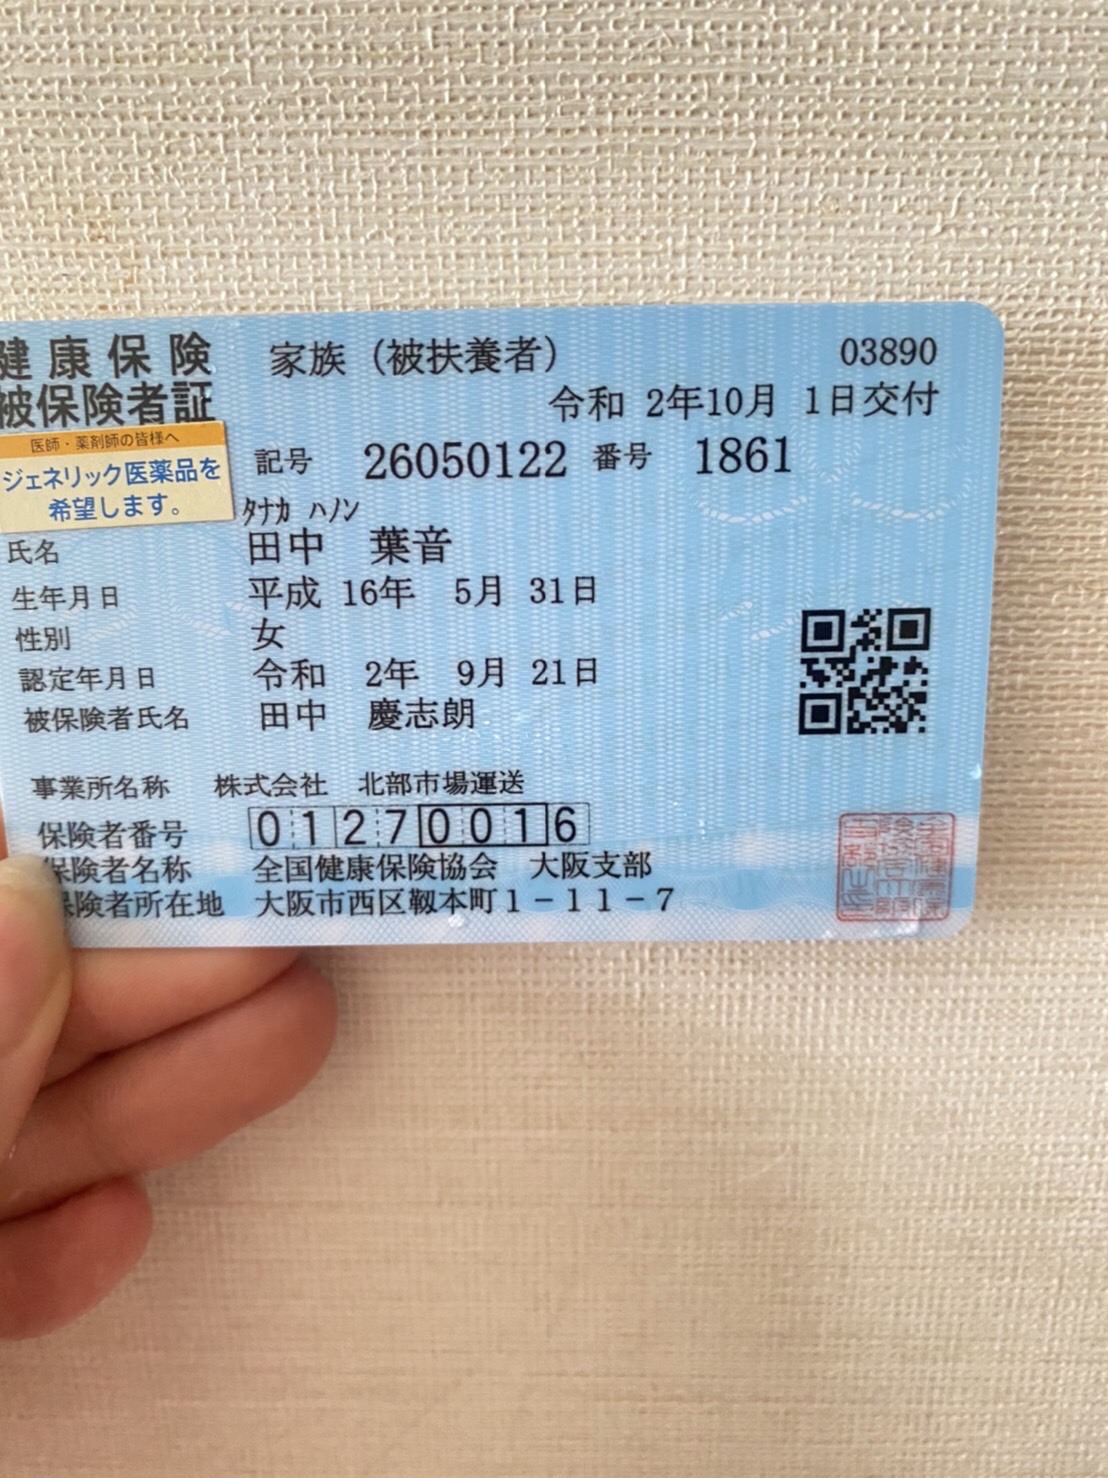 健康保険
被保険者証
家族（被扶養者）
03890
令和 2年10月 1日交付
医師・薬剤師の皆様へ
ジェネリック医薬品を
希望します。
記号 26050122 番号 1861
ﾀﾅｶ ﾊﾉﾝ
氏名 田中 葉音
生年月日 平成 16年 5月 31日
性別 女
認定年月日 令和 2年 9月 21日
被保険者氏名 田中 慶志朗
事業所名称 株式会社 北部市場運送
保険者番号 01270016
保険者名称 全国健康保険協会 大阪支部
保険者所在地 大阪市西区靱本町1－11－7